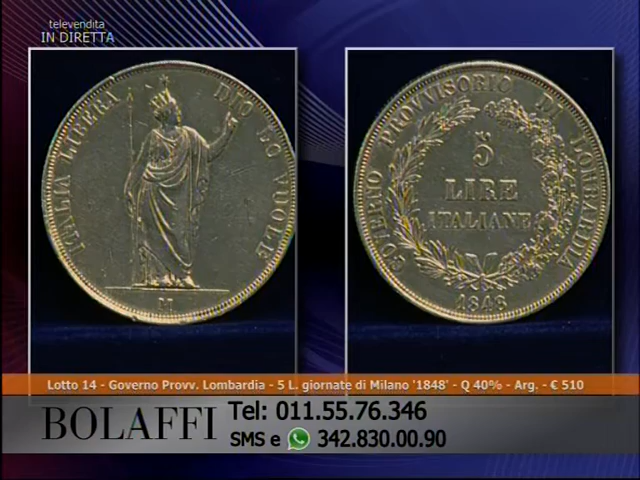 televendita
IN DIRETTA
ITALIA LIBERA DIO LO VUOLE
M
GOVERNO PROVVISORIO DI LOMBARDIA
5
LIRE
ITALIANE
1848
Lotto 14 - Governo Provv. Lombardia - 5 L. giornate di Milano '1848' - Q 40% - Arg. - € 510
BOLAFFI
Tel: 011.55.76.346
SMS e 342.830.00.90